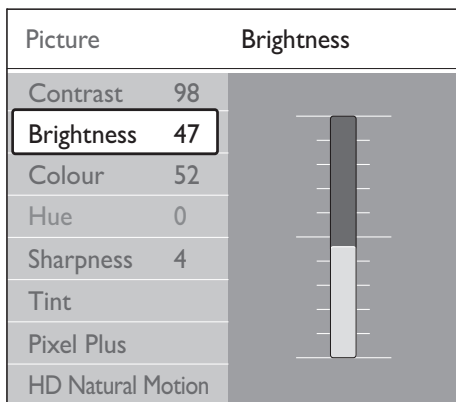 Picture Brightness
Contrast 98
Brightness 47
Colour 52
Hue 0
Sharpness 4
Tint
Pixel Plus
HD Natural Motion